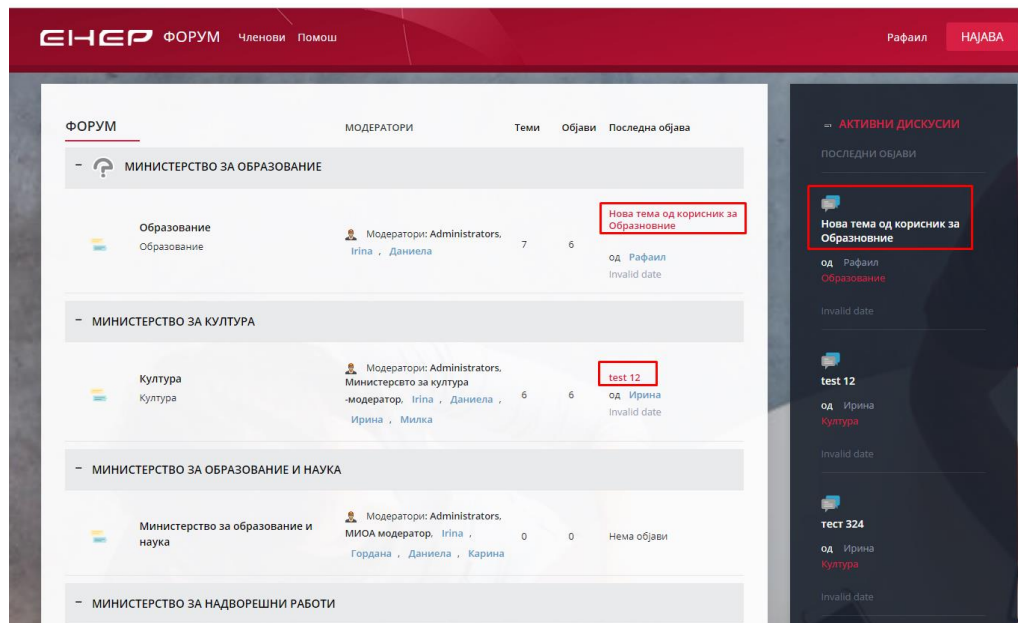 ЕНЕР ФОРУМ Членови Помош Рафаил НАЈАВА
ФОРУМ МОДЕРАТОРИ Теми Објави Последна објава
− МИНИСТЕРСТВО ЗА ОБРАЗОВАНИЕ
Образование
Образование
Модератори: Administrators,
Irina , Даниела
7 6
Нова тема од корисник за
Образновние
од Рафаил
Invalid date
− МИНИСТЕРСТВО ЗА КУЛТУРА
Култура
Култура
Модератори: Administrators,
Министерсвто за култура
-модератор, Irina , Даниела ,
Ирина , Милка
6 6
test 12
од Ирина
Invalid date
− МИНИСТЕРСТВО ЗА ОБРАЗОВАНИЕ И НАУКА
Министерство за образование и
наука
Модератори: Administrators,
МИОА модератор, Irina ,
Гордана , Даниела , Карина
0 0 Нема објави
− МИНИСТЕРСТВО ЗА НАДВОРЕШНИ РАБОТИ
АКТИВНИ ДИСКУСИИ
ПОСЛЕДНИ ОБЈАВИ
Нова тема од корисник за
Образновние
од Рафаил
Образование
Invalid date
test 12
од Ирина
Култура
Invalid date
тест 324
од Ирина
Култура
Invalid date